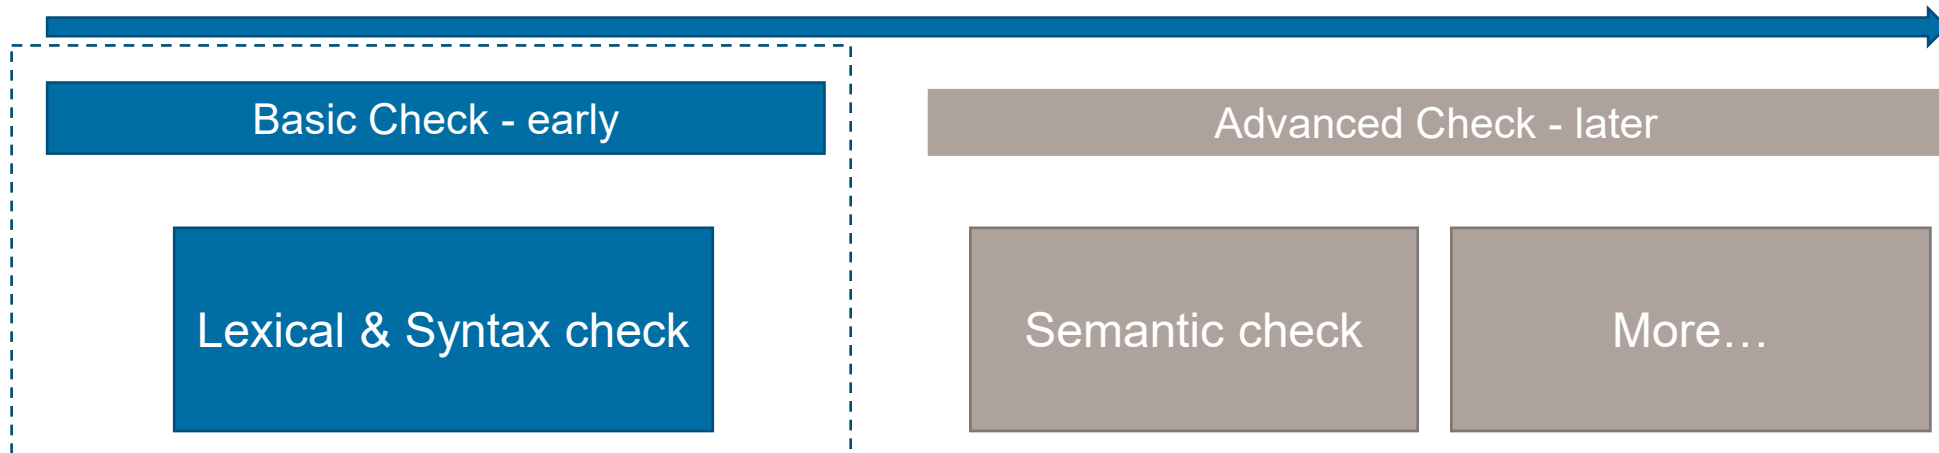 Basic Check - early
Advanced Check - later
Lexical & Syntax check
Semantic check
More…